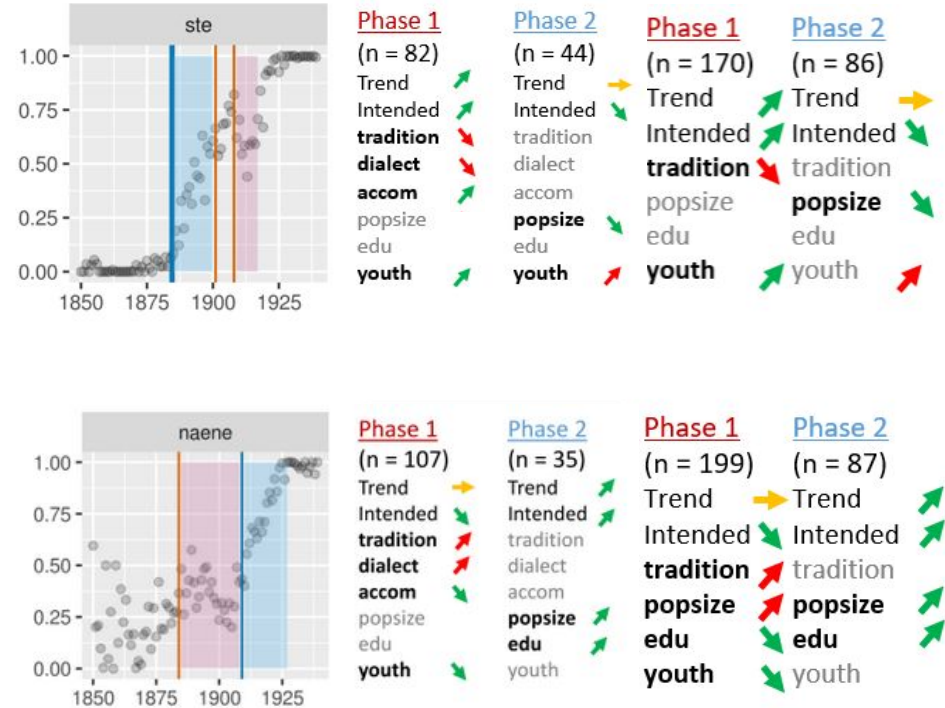 ste
1.00
0.75
0.50
0.25
0.00
1850
1875
1900
1925
Phase 1
(n = 82)
Trend
Intended
tradition
dialect
accom
popsize
edu
youth
Phase 2
(n = 44)
Trend
Intended
tradition
dialect
accom
popsize
edu
youth
Phase 1
(n = 170)
Trend
Intended
tradition
popsize
edu
youth
Phase 2
(n = 86)
Trend
Intended
tradition
popsize
edu
youth
naene
1.00
0.75
0.50
0.25
0.00
1850
1875
1900
1925
Phase 1
(n = 107)
Trend
Intended
tradition
dialect
accom
popsize
edu
youth
Phase 2
(n = 35)
Trend
Intended
tradition
dialect
accom
popsize
edu
youth
Phase 1
(n = 199)
Trend
Intended
tradition
popsize
edu
youth
Phase 2
(n = 87)
Trend
Intended
tradition
popsize
edu
youth